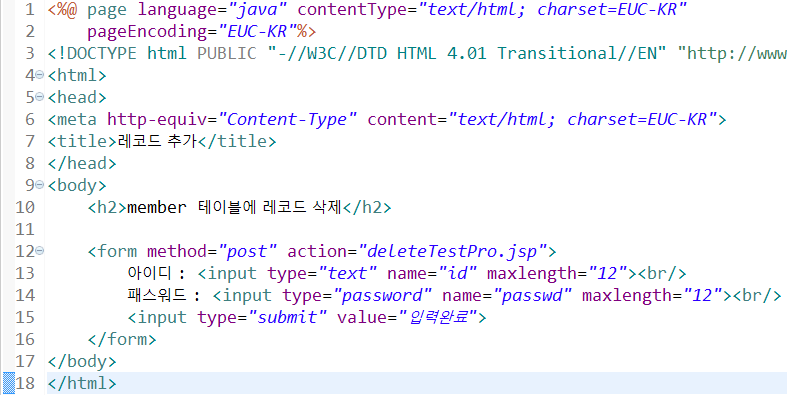 1 <%@ page language="java" contentType="text/html; charset=EUC-KR"
2 pageEncoding="EUC-KR"%>
3 <!DOCTYPE html PUBLIC "-//W3C//DTD HTML 4.01 Transitional//EN" "http://www
4 <html>
5 <head>
6 <meta http-equiv="Content-Type" content="text/html; charset=EUC-KR">
7 <title>레코드 추가</title>
8 </head>
9 <body>
10 <h2>member 테이블에 레코드 삭제</h2>
11
12 <form method="post" action="deleteTestPro.jsp">
13 아이디 : <input type="text" name="id" maxlength="12"><br/>
14 패스워드 : <input type="password" name="passwd" maxlength="12"><br/>
15 <input type="submit" value="입력완료">
16 </form>
17 </body>
18 </html>